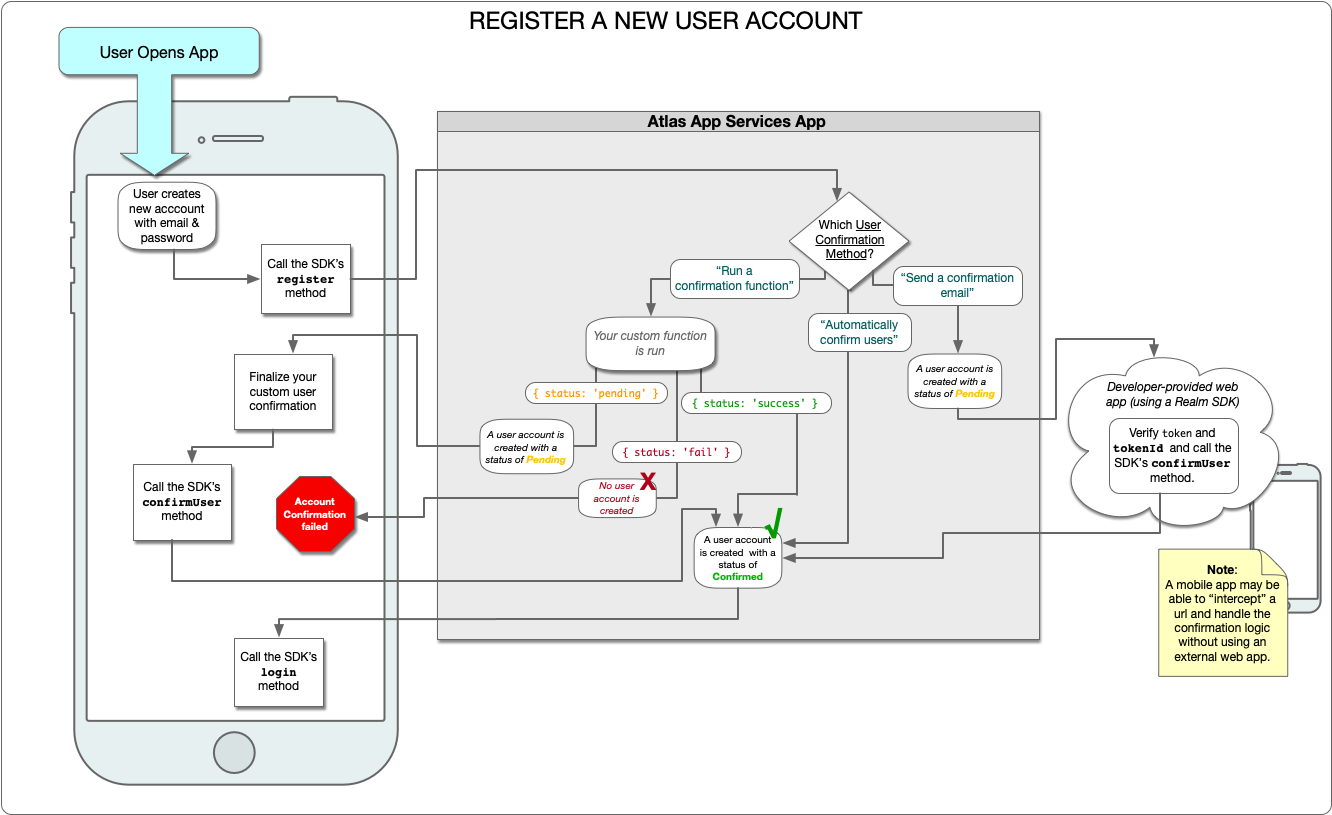 REGISTER A NEW USER ACCOUNT
User Opens App
User creates
new acccount
with email &
password
Call the SDK's
register
method
Finalize your
custom user
confirmation
Call the SDK's
confirmUser
method
Account
Confirmation
failed
Call the SDK's
login
method
Atlas App Services App
Which User
Confirmation
Method?
“Run a
confirmation function”
“Send a confirmation
email”
“Automatically
confirm users”
Your custom function
is run
{ status: 'pending' }
{ status: 'success' }
{ status: 'fail' }
A user account is
created with a
status of Pending
A user account is
created with a
status of Pending
No user
account is
created
X
A user account
is created with a
status of
Confirmed
Developer-provided web
app (using a Realm SDK)
Verify token and
tokenId and call the
SDK's confirmUser
method.
Note:
A mobile app may be
able to “intercept” a
url and handle the
confirmation logic
without using an
external web app.